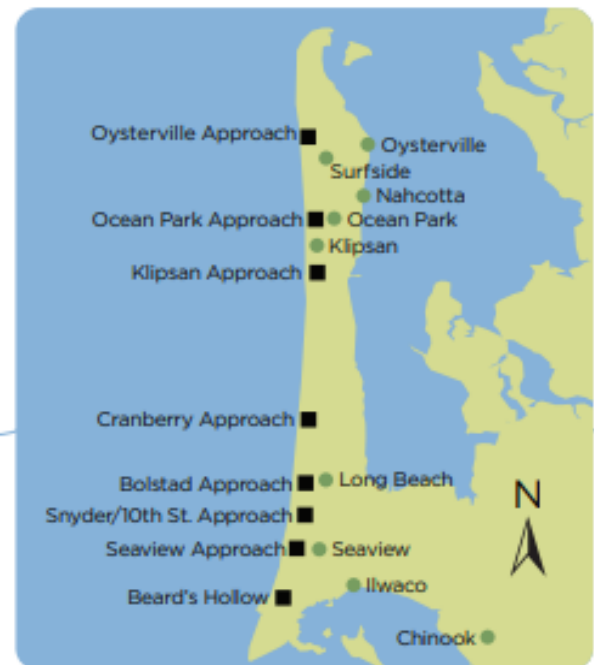 Oysterville Approach
Oysterville
Surfside
Nahcotta
Ocean Park Approach
Ocean Park
Klipsan
Klipsan Approach
Cranberry Approach
Bolstad Approach
Long Beach
N
Snyder/10th St. Approach
Seaview Approach
Seaview
Ilwaco
Beard's Hollow
Chinook